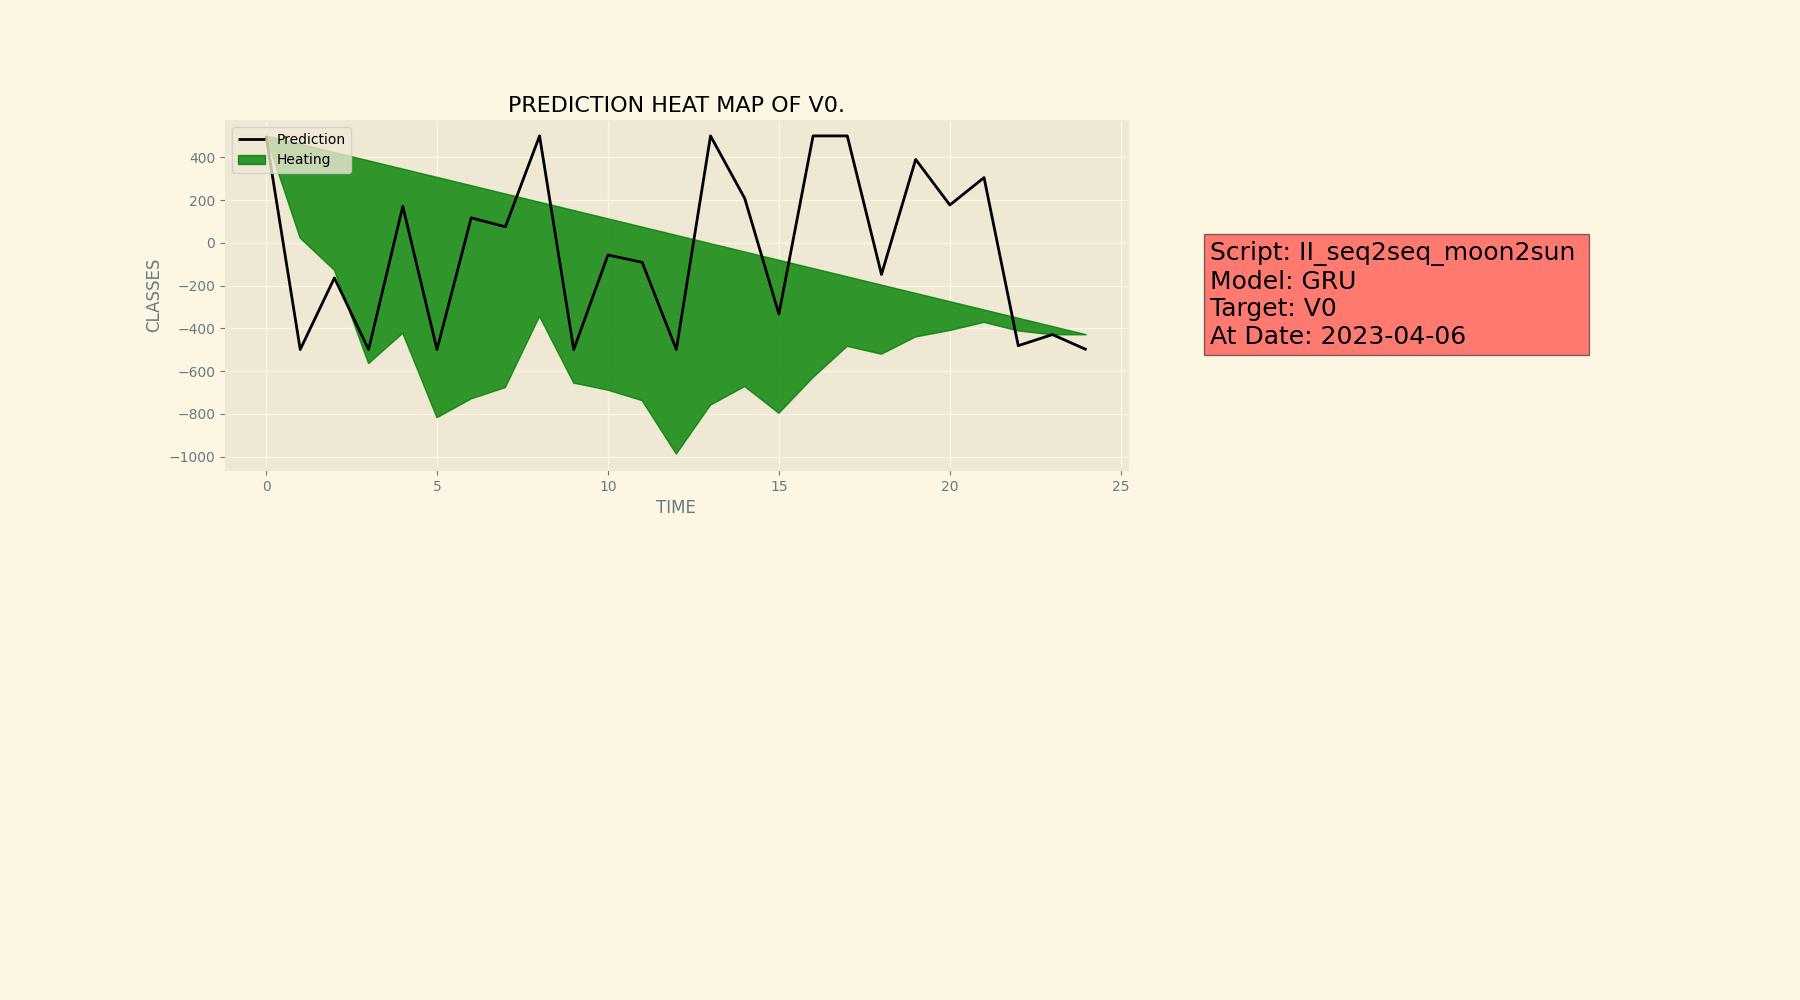 PREDICTION HEAT MAP OF V0.
Prediction
Heating
400
200
0
−200
−400
−600
−800
−1000
CLASSES
0 5 10 15 20 25
TIME
Script: II_seq2seq_moon2sun
Model: GRU
Target: V0
At Date: 2023-04-06